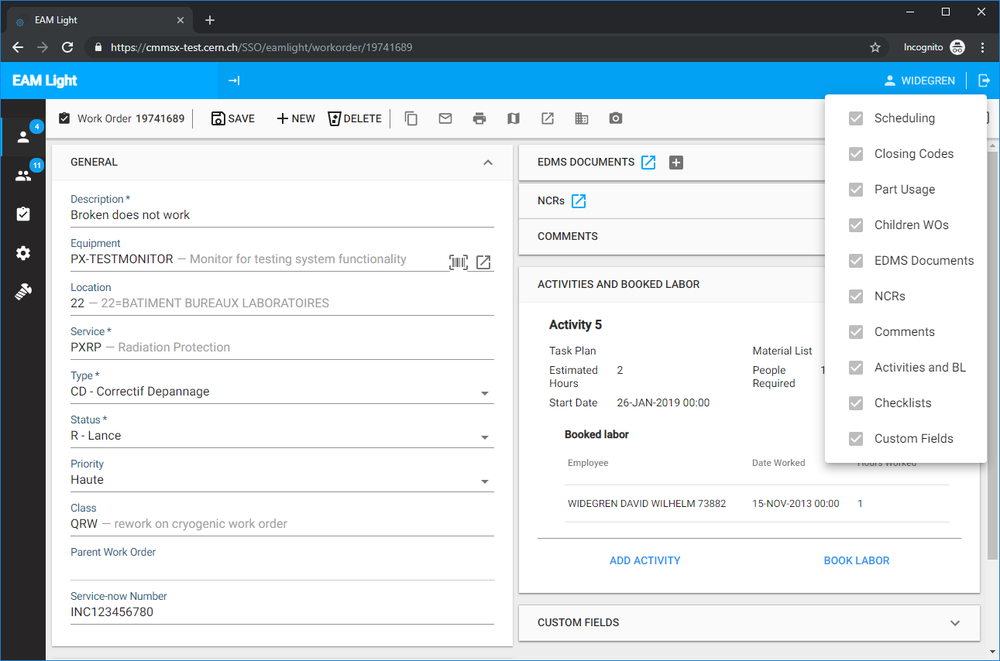 EAM Light
https://cmmsx-test.cern.ch/SSO/eamlight/workorder/19741689
Incognito
EAM Light
WIDEGREN
4
11
Work Order 19741689
SAVE
NEW
DELETE
GENERAL
Description *
Broken does not work
Equipment
PX-TESTMONITOR — Monitor for testing system functionality
Location
22 — 22=BATIMENT BUREAUX LABORATOIRES
Service *
PXRP — Radiation Protection
Type *
CD - Correctif Depannage
Status *
R - Lance
Priority
Haute
Class
QRW — rework on cryogenic work order
Parent Work Order
Service-now Number
INC123456780
EDMS DOCUMENTS
NCRs
COMMENTS
ACTIVITIES AND BOOKED LABOR
Activity 5
Task Plan
Material List
Estimated Hours 2
People Required 1
Start Date 26-JAN-2019 00:00
Booked labor
Employee Date Worked Hours Worked
WIDEGREN DAVID WILHELM 73882 15-NOV-2013 00:00 1
ADD ACTIVITY
BOOK LABOR
CUSTOM FIELDS
Scheduling
Closing Codes
Part Usage
Children WOs
EDMS Documents
NCRs
Comments
Activities and BL
Checklists
Custom Fields